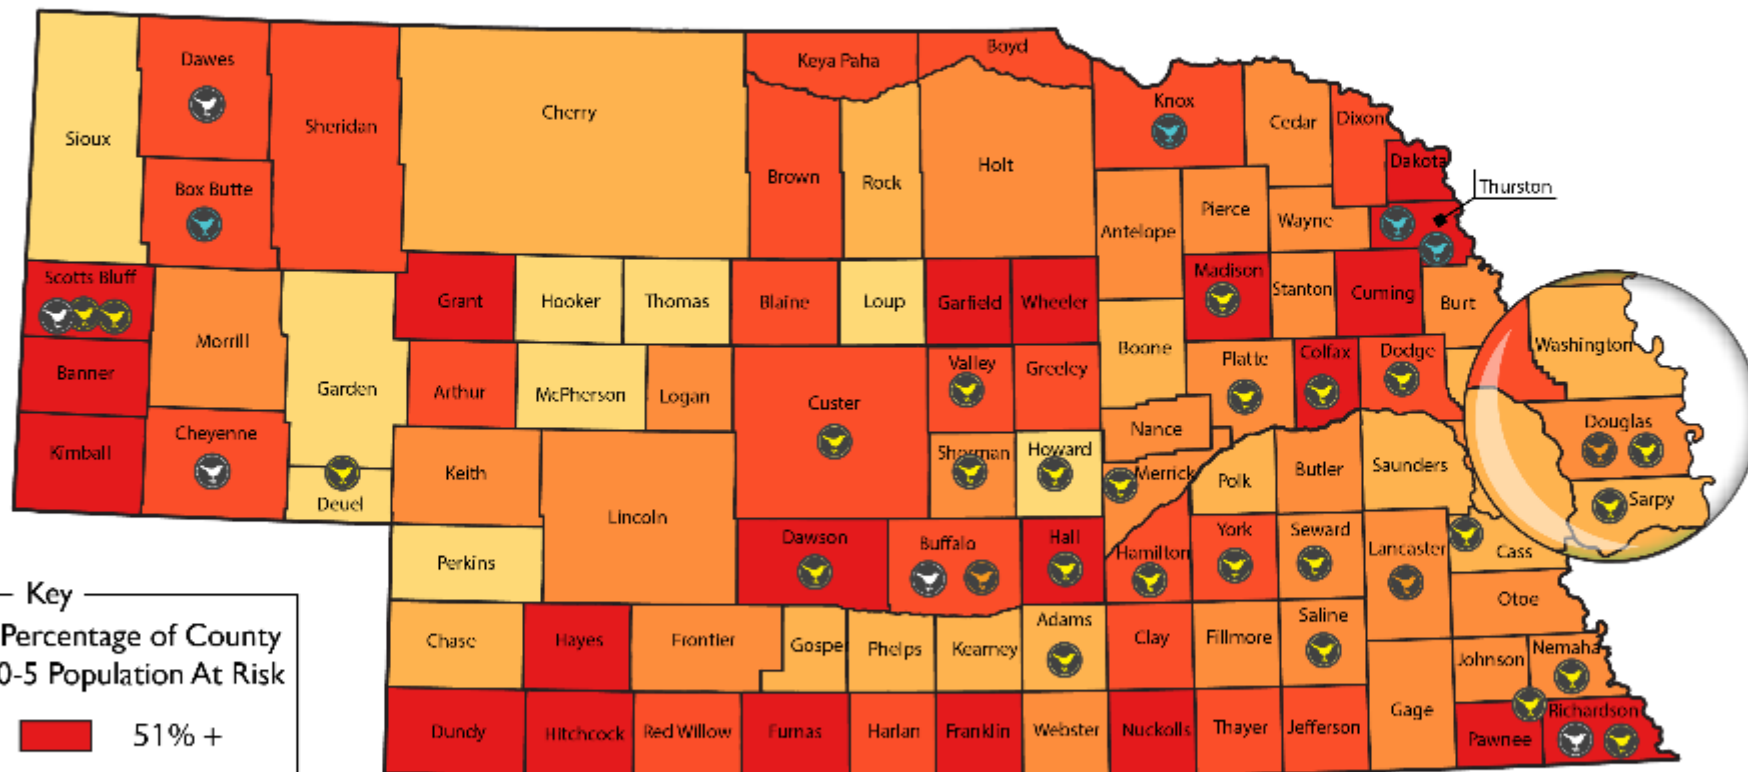 Dawes
Keya Paha
Boyd
Sioux
Sheridan
Cherry
Knox
Cedar
Dixon
Dakota
Box Butte
Brown
Rock
Holt
Thurston
Antelope
Pierce
Wayne
Scotts Bluff
Grant
Hooker
Thomas
Blaine
Loup
Garfield
Wheeler
Madison
Stanton
Cuming
Burt
Morrill
Banner
Garden
Arthur
McPherson
Logan
Custer
Valley
Greeley
Boone
Platte
Colfax
Dodge
Washington
Kimball
Cheyenne
Deuel
Keith
Lincoln
Sherman
Howard
Nance
Merrick
Polk
Butler
Saunders
Douglas
Sarpy
Perkins
Dawson
Buffalo
Hall
Hamilton
York
Seward
Lancaster
Cass
Otoe
Chase
Hayes
Frontier
Gosper
Phelps
Kearney
Adams
Clay
Fillmore
Saline
Johnson
Nemaha
Dundy
Hitchcock
Red Willow
Furnas
Harlan
Franklin
Webster
Nuckolls
Thayer
Jefferson
Gage
Pawnee
Richardson
Key
Percentage of County
0-5 Population At Risk
51% +